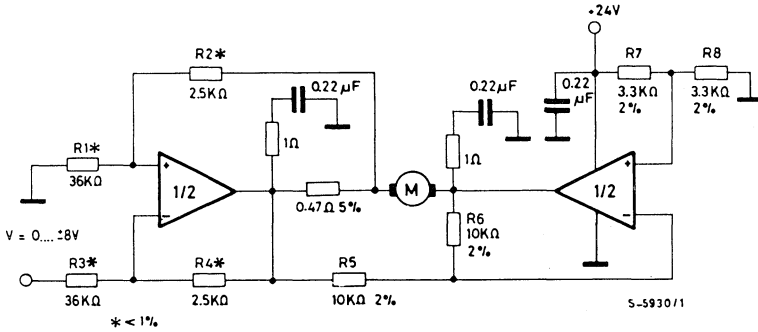 +24V
R2*
2.5KΩ
0.22µF
0.22 µF
0.22
µF
R7
3.3KΩ
2%
R8
3.3KΩ
2%
1Ω
1Ω
R1*
36KΩ
+
1/2
−
0.47Ω 5%
M
+
1/2
−
R6
10KΩ
2%
V = 0....±8V
R3*
36KΩ
R4*
2.5KΩ
R5
10KΩ 2%
S-5930/1
*<1%